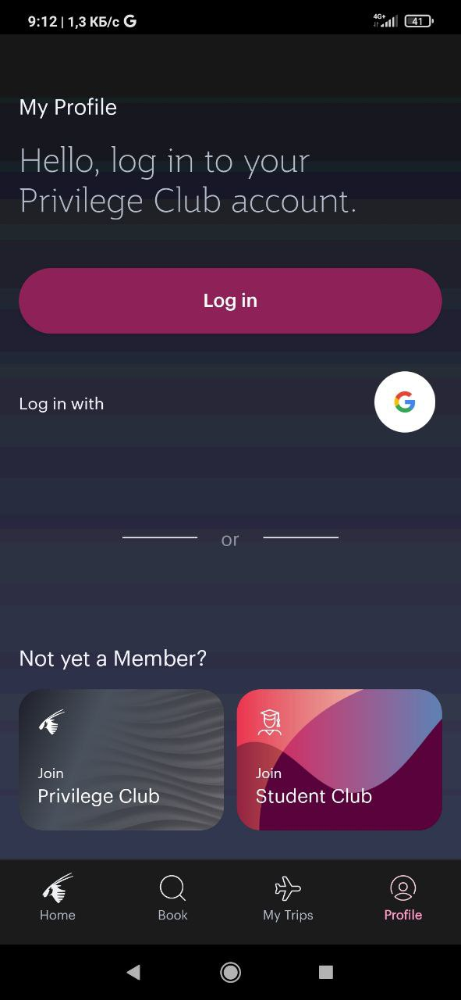 9:12 | 1,3 КБ/с G
4G+
41
My Profile
Hello, log in to your
Privilege Club account.
Log in
Log in with
or
Not yet a Member?
Join
Privilege Club
Join
Student Club
Home
Book
My Trips
Profile